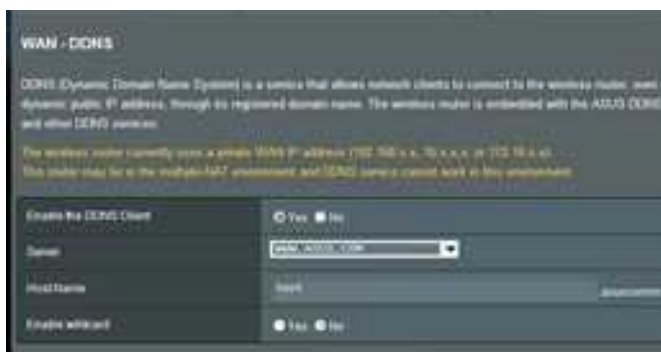 WAN - DDNS
DDNS (Dynamic Domain Name System) is a service that allows network clients to connect to the wireless router, even
dynamic public IP address, through its registered domain name. The wireless router is embedded with the ASUS DDNS
and other DDNS services.
The wireless router currently uses a private WAN IP address (192.168.x.x, 10.x.x.x, or 172.16.x.x).
This router may be in the multiple-NAT environment and DDNS service cannot work in this environment.
Enable the DDNS Client Yes No
Server WWW.ASUS.COM
Host Name
Enable wildcard Yes No